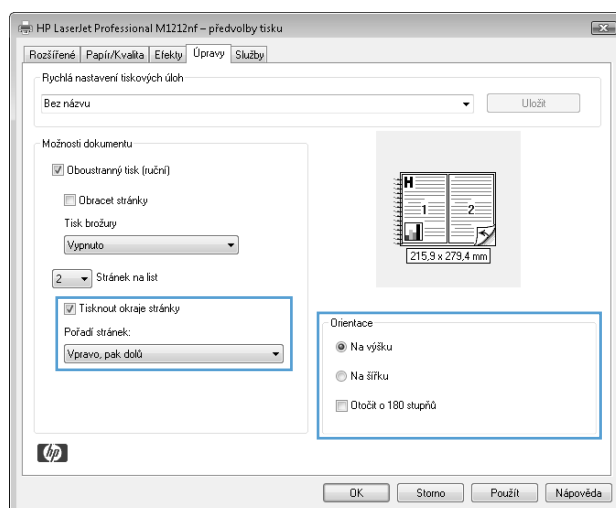 HP LaserJet Professional M1212nf – předvolby tisku
Rozšířené Papír/Kvalita Efekty Úpravy Služby
Rychlá nastavení tiskových úloh
Bez názvu Uložit
Možnosti dokumentu
Oboustranný tisk (ruční)
Obracet stránky
Tisk brožury
Vypnuto
2 Stránek na list
Tisknout okraje stránky
Pořadí stránek:
Vpravo, pak dolů
H
1 2
215,9 x 279,4 mm
Orientace
Na výšku
Na šířku
Otočit o 180 stupňů
hp
OK Storno Použít Nápověda